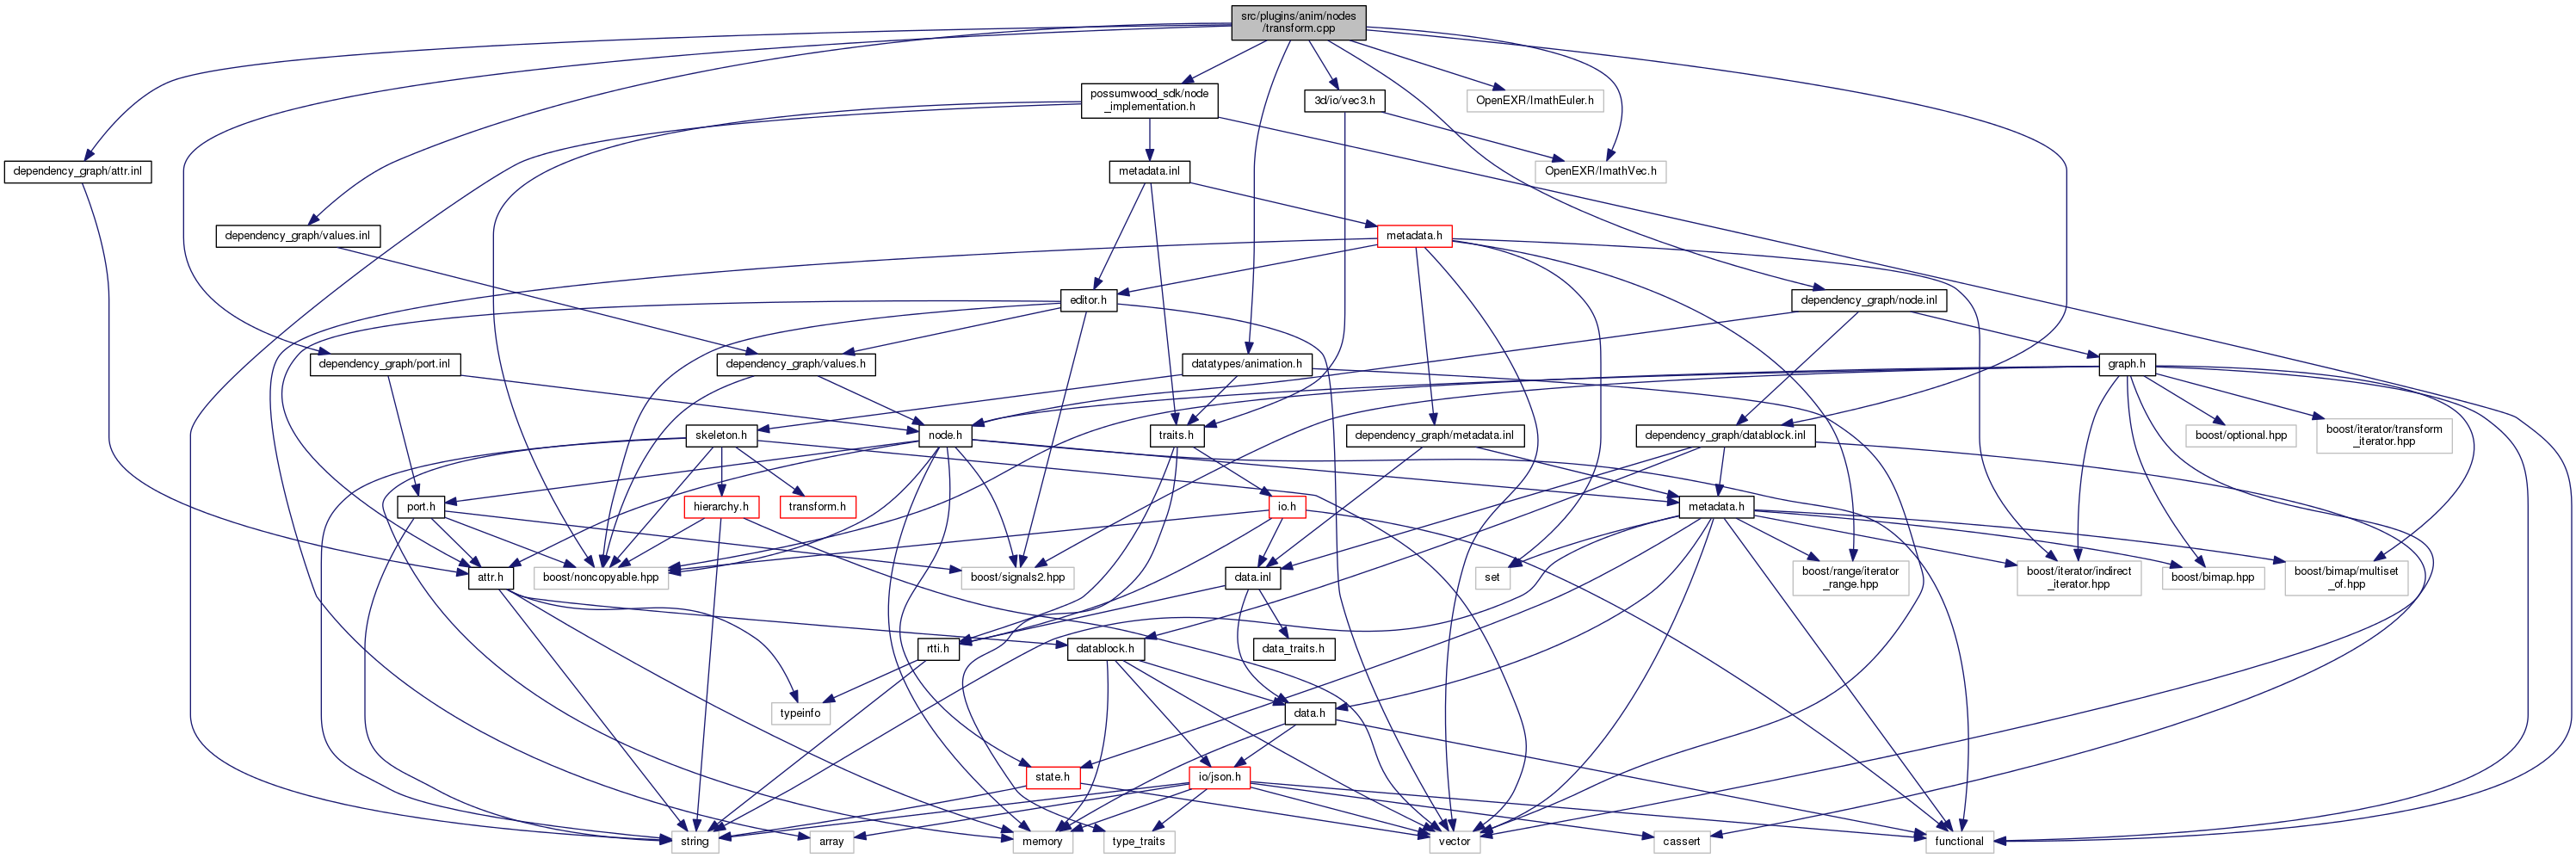 src/plugins/anim/nodes
/transform.cpp
possumwood_sdk/node
_implementation.h
3d/io/vec3.h
OpenEXR/ImathEuler.h
dependency_graph/attr.inl
metadata.inl
OpenEXR/ImathVec.h
dependency_graph/values.inl
metadata.h
editor.h
dependency_graph/node.inl
dependency_graph/port.inl
dependency_graph/values.h
datatypes/animation.h
graph.h
skeleton.h
node.h
traits.h
dependency_graph/metadata.inl
dependency_graph/datablock.inl
boost/optional.hpp
boost/iterator/transform
_iterator.hpp
port.h
hierarchy.h
transform.h
io.h
metadata.h
attr.h
boost/noncopyable.hpp
boost/signals2.hpp
data.inl
set
boost/range/iterator
_range.hpp
boost/iterator/indirect
_iterator.hpp
boost/bimap.hpp
boost/bimap/multiset
_of.hpp
rtti.h
datablock.h
data_traits.h
typeinfo
data.h
state.h
io/json.h
string
array
memory
type_traits
vector
cassert
functional